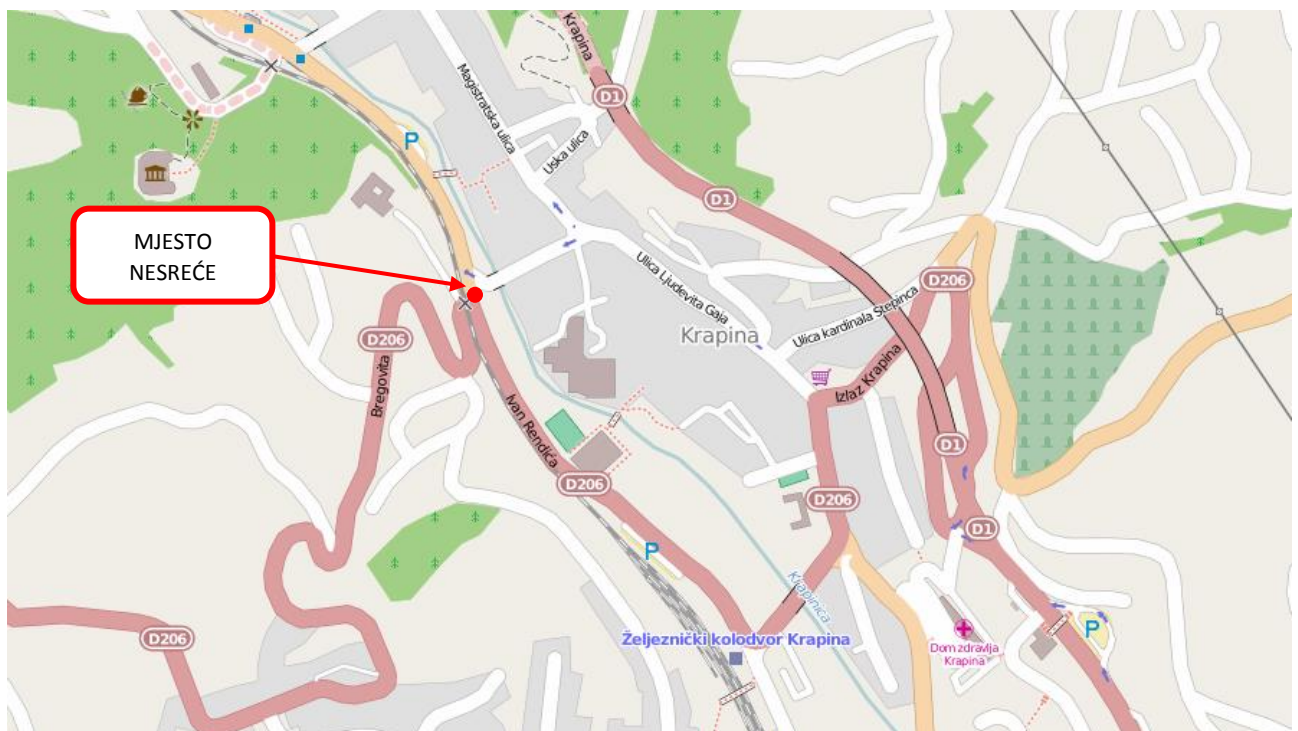 Krapina
D1
P
Magistratska ulica
Uska ulica
MJESTO
NESREĆE
D1
Ulica Ljudevita Gaja
D206
Krapina
Ulica kardinala Stepinca
D206
Bregovita
Izlaz Krapina
Ivan Rendića
D1
D206
D206
D1
P
Krapinica
P
D206
Željeznički kolodvor Krapina
Dom zdravlja
Krapina